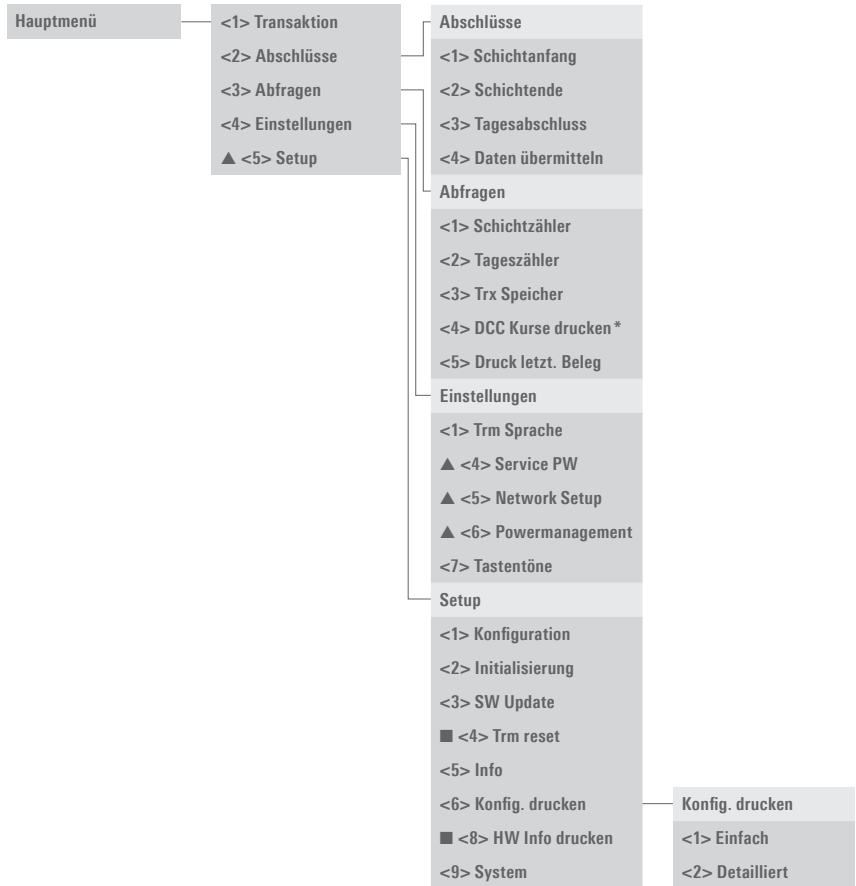 Hauptmenü
<1> Transaktion
<2> Abschlüsse
<3> Abfragen
<4> Einstellungen
▲ <5> Setup
Abschlüsse
<1> Schichtanfang
<2> Schichtende
<3> Tagesabschluss
<4> Daten übermitteln
Abfragen
<1> Schichtzähler
<2> Tageszähler
<3> Trx Speicher
<4> DCC Kurse drucken *
<5> Druck letzt. Beleg
Einstellungen
<1> Trm Sprache
▲ <4> Service PW
▲ <5> Network Setup
▲ <6> Powermanagement
<7> Tastentöne
Setup
<1> Konfiguration
<2> Initialisierung
<3> SW Update
■ <4> Trm reset
<5> Info
<6> Konfig. drucken
■ <8> HW Info drucken
<9> System
Konfig. drucken
<1> Einfach
<2> Detailliert